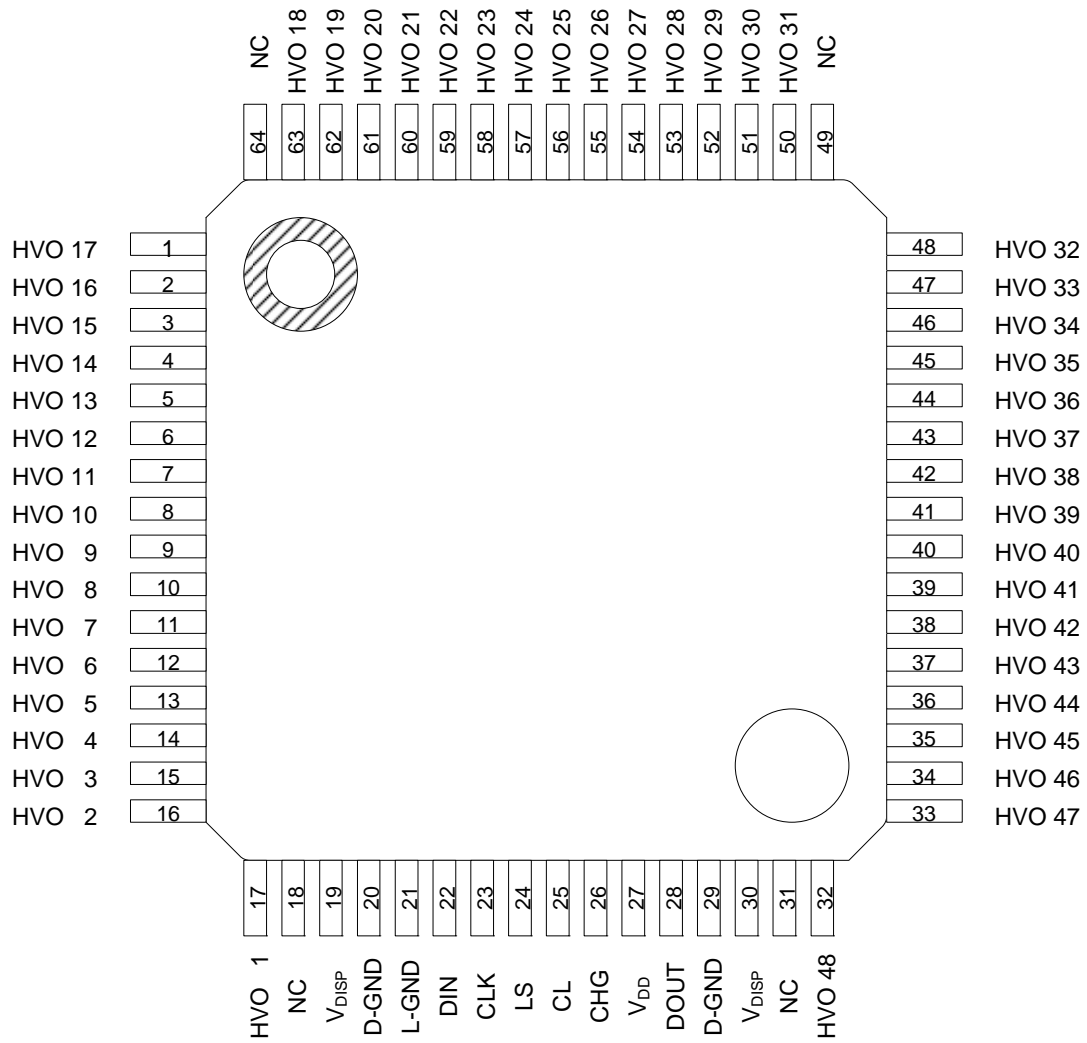 NC
HVO 18
HVO 19
HVO 20
HVO 21
HVO 22
HVO 23
HVO 24
HVO 25
HVO 26
HVO 27
HVO 28
HVO 29
HVO 30
HVO 31
NC
64
63
62
61
60
59
58
57
56
55
54
53
52
51
50
49
HVO 17 1 48 HVO 32
HVO 16 2 47 HVO 33
HVO 15 3 46 HVO 34
HVO 14 4 45 HVO 35
HVO 13 5 44 HVO 36
HVO 12 6 43 HVO 37
HVO 11 7 42 HVO 38
HVO 10 8 41 HVO 39
HVO 9 9 40 HVO 40
HVO 8 10 39 HVO 41
HVO 7 11 38 HVO 42
HVO 6 12 37 HVO 43
HVO 5 13 36 HVO 44
HVO 4 14 35 HVO 45
HVO 3 15 34 HVO 46
HVO 2 16 33 HVO 47
17
18
19
20
21
22
23
24
25
26
27
28
29
30
31
32
HVO 1
NC
VDISP
D-GND
L-GND
DIN
CLK
LS
CL
CHG
VDD
DOUT
D-GND
VDISP
NC
HVO 48